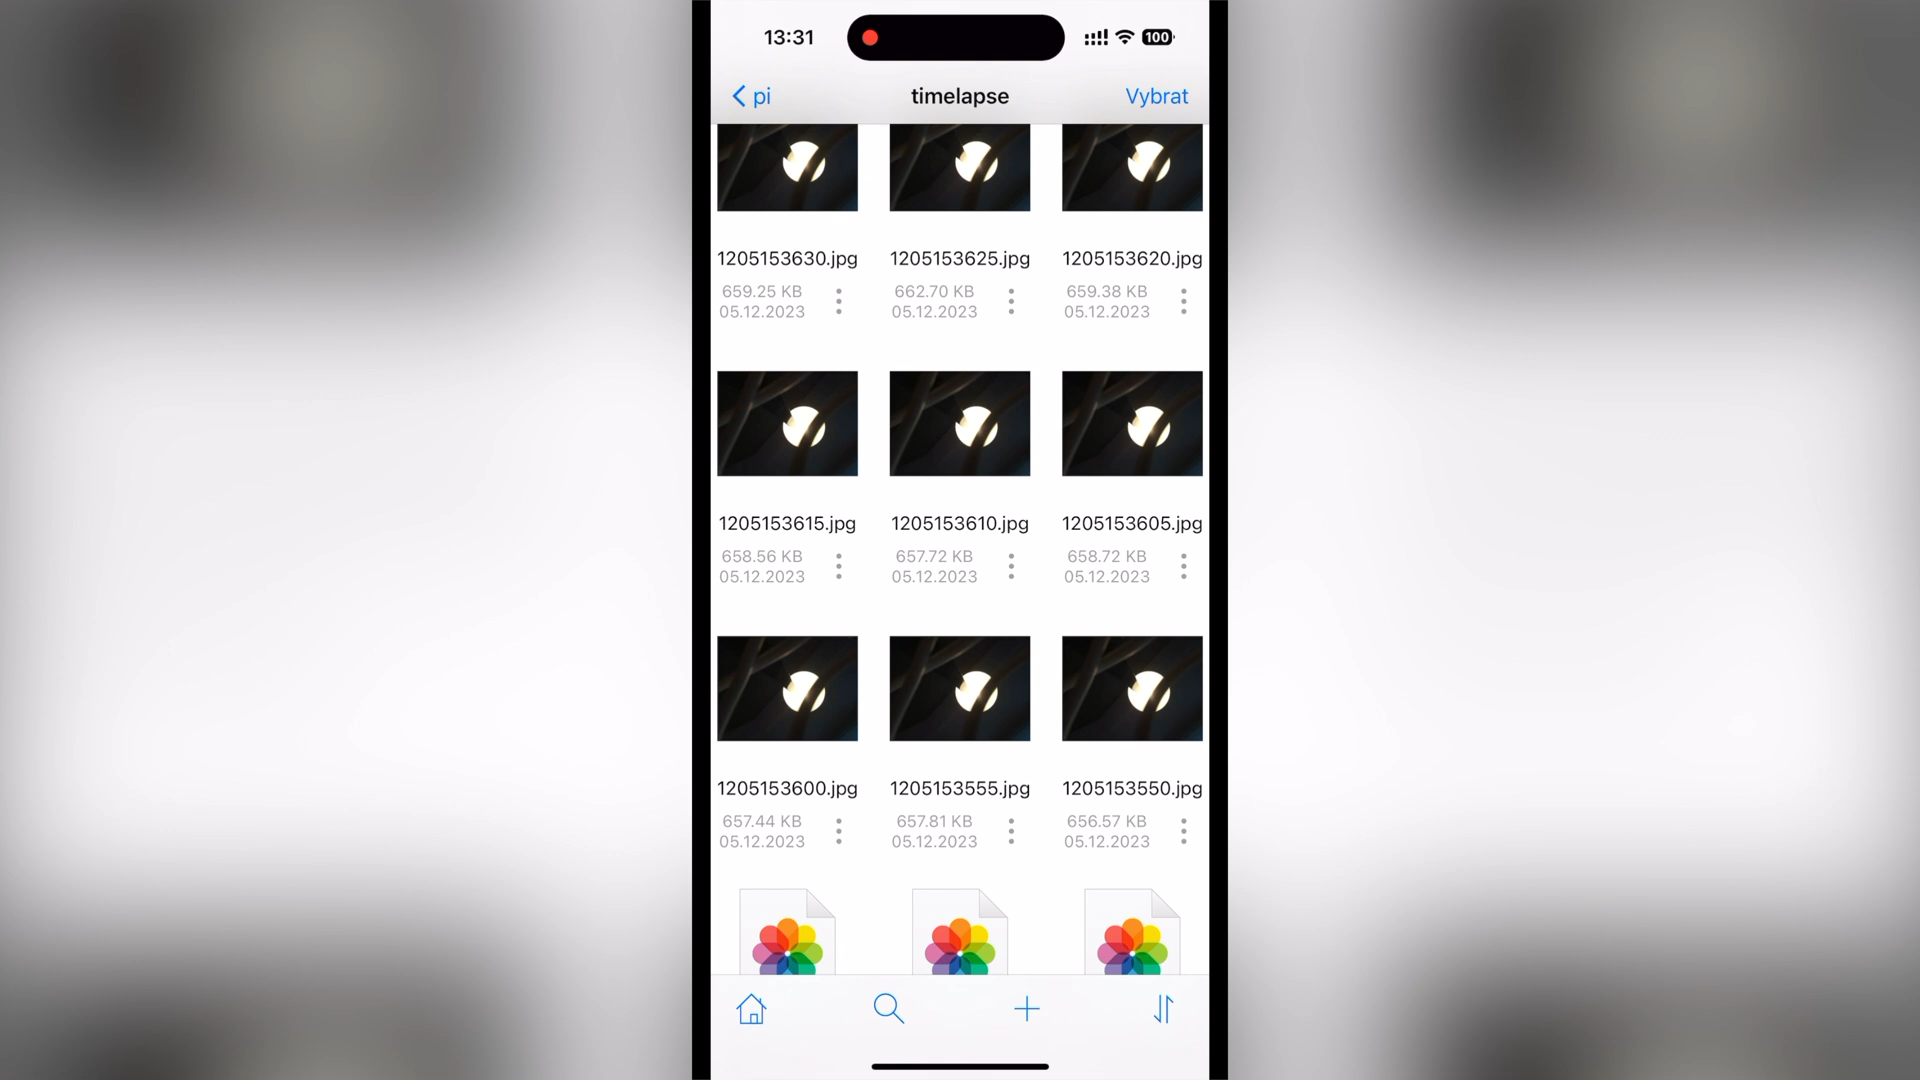 13:31
100
pi
timelapse
Vybrat
1205153630.jpg
1205153625.jpg
1205153620.jpg
659.25 KB
662.70 KB
659.38 KB
05.12.2023
05.12.2023
05.12.2023
1205153615.jpg
1205153610.jpg
1205153605.jpg
658.56 KB
657.72 KB
658.72 KB
05.12.2023
05.12.2023
05.12.2023
1205153600.jpg
1205153555.jpg
1205153550.jpg
657.44 KB
657.81 KB
656.57 KB
05.12.2023
05.12.2023
05.12.2023